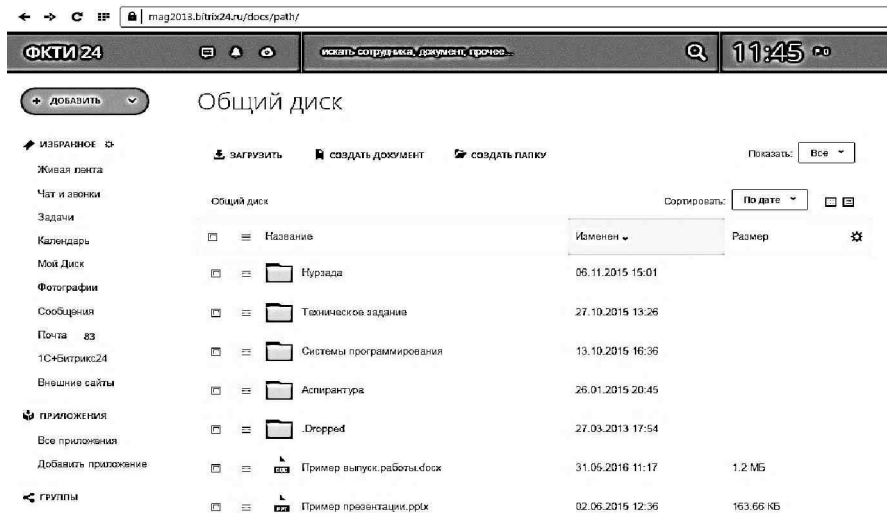 mag2013.bitrix24.ru/docs/path/
ФКТИ 24
искать сотрудника, документ, прочее...
11:45
0
+ ДОБАВИТЬ
Общий диск
ИЗБРАННОЕ
Живая лента
Чат и звонки
Задачи
Календарь
Мой Диск
Фотографии
Сообщения
Почта 83
1С+Битрикс24
Внешние сайты
ПРИЛОЖЕНИЯ
Все приложения
Добавить приложение
ГРУППЫ
ЗАГРУЗИТЬ СОЗДАТЬ ДОКУМЕНТ СОЗДАТЬ ПАПКУ Показать: Все
Общий диск Сортировать: По дате
Название Изменен Размер
Нурзада 06.11.2015 15:01
Техническое задание 27.10.2015 13:26
Системы программирования 13.10.2015 16:36
Аспирантура 26.01.2015 20:45
.Dropped 27.03.2013 17:54
Пример выпуск.работы.docx 31.05.2016 11:17 1.2 МБ
Пример презентации.pptx 02.06.2015 12:36 163.66 КБ